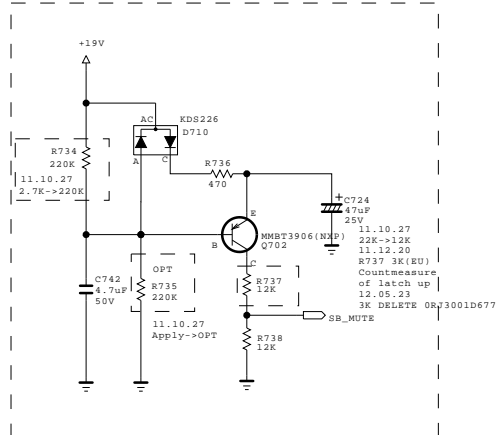 +19V
AC
KDS226
D710
A
C
R734
220K
11.10.27
2.7K->220K
R736
470
E
B
C
MMBT3906(NXP)
Q702
+
C724
47uF
25V
11.10.27
22K->12K
11.12.20
R737 3K(EU)
Countmeasure
of latch up
12.05.23
3K DELETE 0RJ3001D677
C742
4.7uF
50V
OPT
R735
220K
11.10.27
Apply->OPT
R737
12K
SB_MUTE
R738
12K